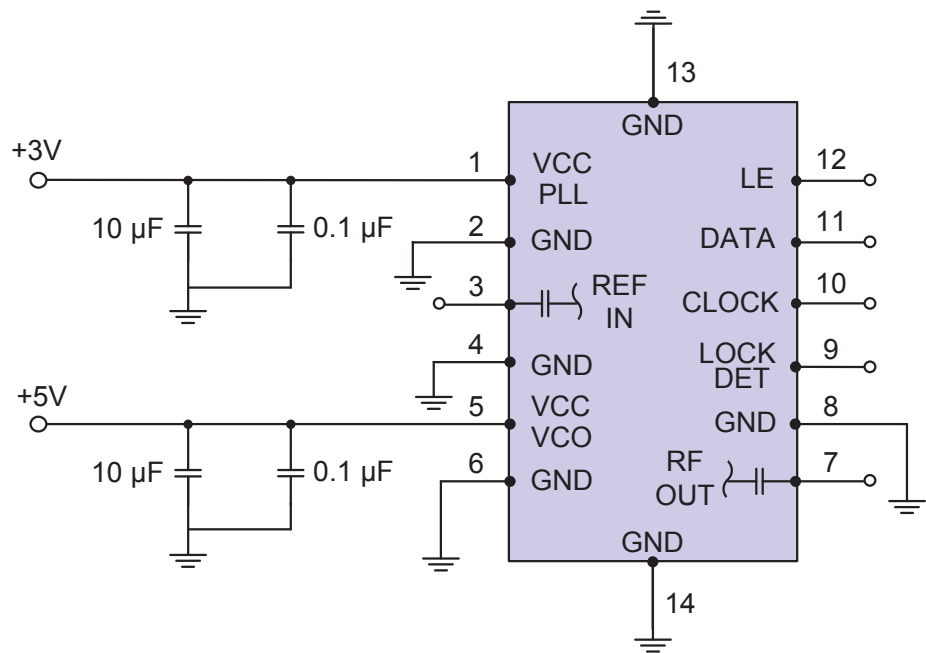 13
GND
+3V
1
VCC
PLL
12
LE
10 µF
0.1 µF
2
GND
11
DATA
3
REF
IN
10
CLOCK
4
GND
9
LOCK
DET
+5V
5
VCC
VCO
8
GND
10 µF
0.1 µF
6
GND
7
RF
OUT
GND
14